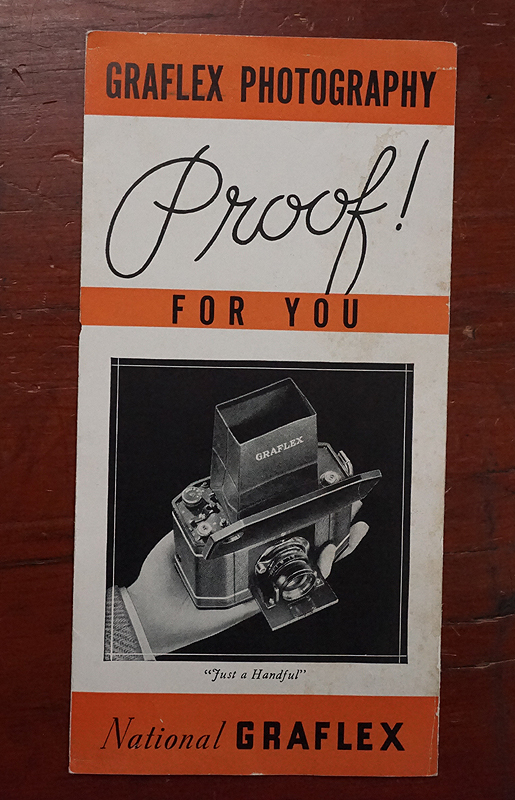 GRAFLEX PHOTOGRAPHY
Proof!
FOR YOU
GRAFLEX
“Just a Handful”
National GRAFLEX